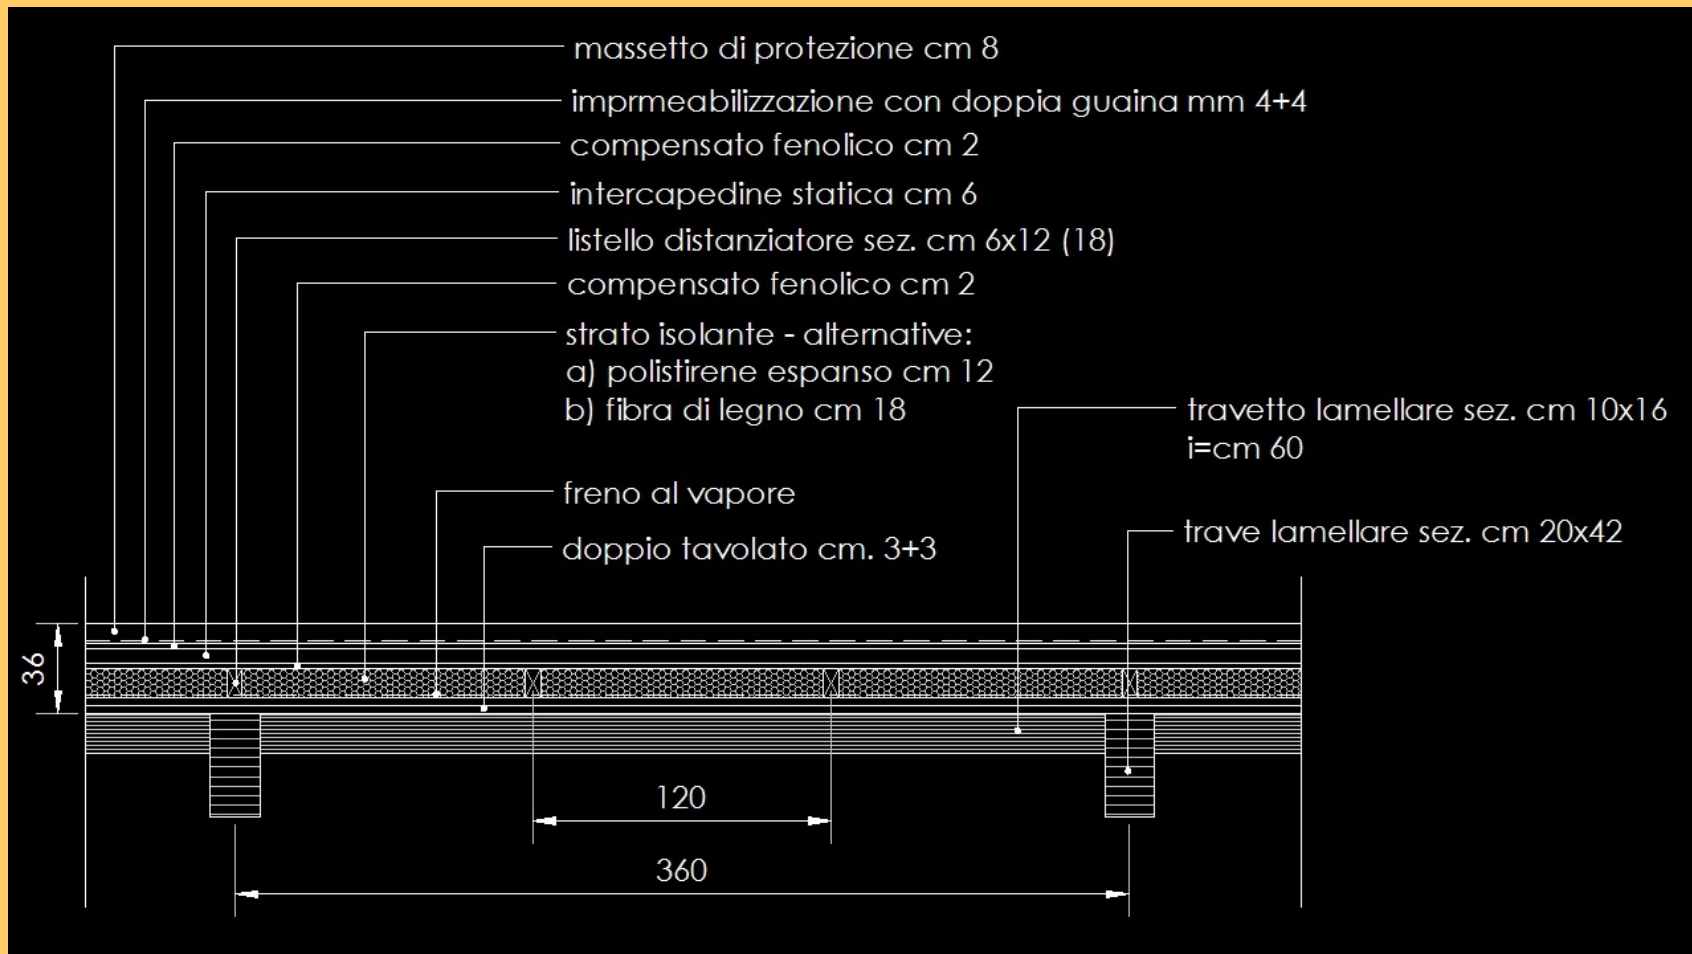 massetto di protezione cm 8
imprmeabilizzazione con doppia guaina mm 4+4
compensato fenolico cm 2
intercapedine statica cm 6
listello distanziatore sez. cm 6x12 (18)
compensato fenolico cm 2
strato isolante - alternative:
a) polistirene espanso cm 12
b) fibra di legno cm 18
travetto lamellare sez. cm 10x16
i=cm 60
freno al vapore
trave lamellare sez. cm 20x42
doppio tavolato cm. 3+3
36
120
360